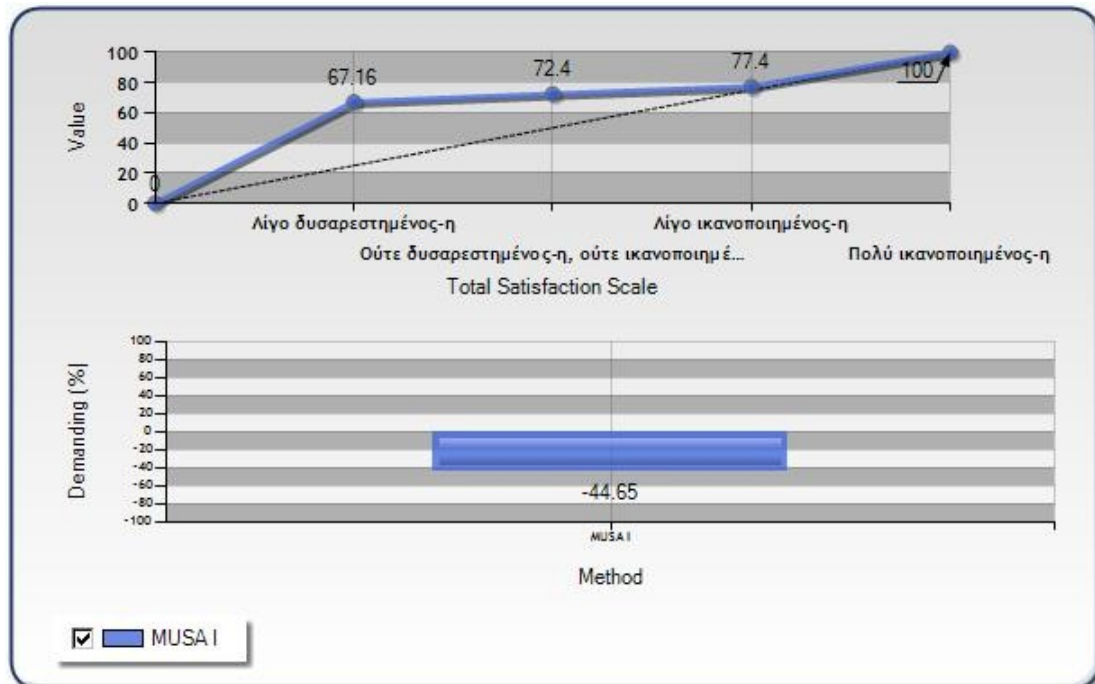 Value
100
80
60
40
20
0
0
67.16
72.4
77.4
100
Λίγο δυσαρεστημένος-η
Λίγο ικανοποιημένος-η
Ούτε δυσαρεστημένος-η, ούτε ικανοποιημέ...
Πολύ ικανοποιημένος-η
Total Satisfaction Scale
Demanding (%|
100
80
60
40
20
0
-20
-40
-60
-80
-100
-44.65
MUSA I
Method
MUSA I